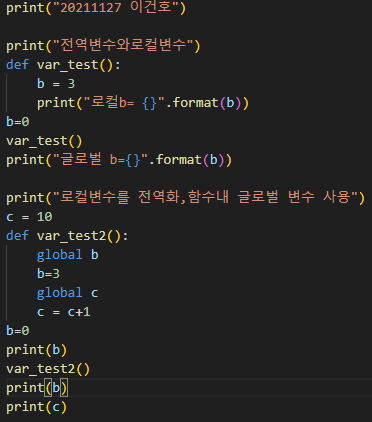 print("20211127 이건호")
print("전역변수와로컬변수")
def var_test():
    b = 3
    print("로컬b= {}".format(b))
b=0
var_test()
print("글로벌 b={}".format(b))
print("로컬변수를 전역화,함수내 글로벌 변수 사용")
c = 10
def var_test2():
    global b
    b=3
    global c
    c = c+1
b=0
print(b)
var_test2()
print(b)
print(c)